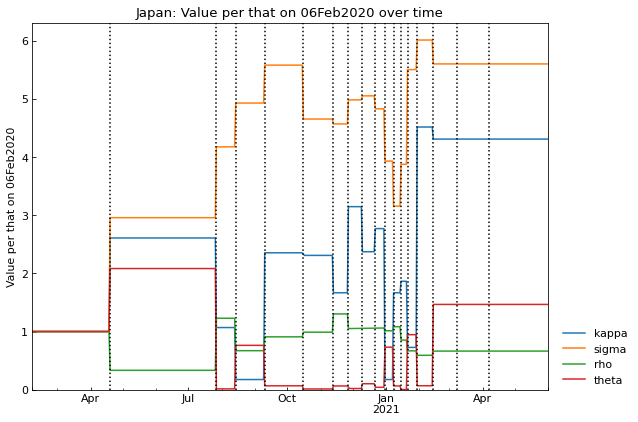 Japan: Value per that on 06Feb2020 over time
Value per that on 06Feb2020
6
5
4
3
2
1
0
Apr
Jul
Oct
Jan
2021
Apr
kappa
sigma
rho
theta